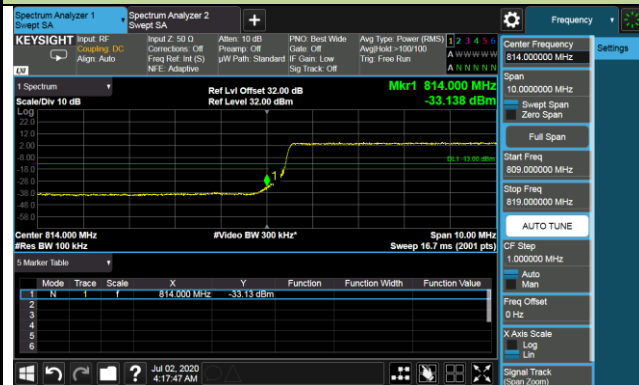 Spectrum Analyzer 1
Swept SA
Spectrum Analyzer 2
Swept SA
+
Frequency
KEYSIGHT
Input: RF
Coupling: DC
Align: Auto
LXI
Input Z: 50 Ω
Corrections: Off
Freq Ref: Int (S)
NFE: Adaptive
Atten: 10 dB
Preamp: Off
µW Path: Standard
PNO: Best Wide
Gate: Off
IF Gain: Low
Sig Track: Off
Avg Type: Power (RMS)
Avg|Hold:>100/100
Trig: Free Run
1 2 3 4 5 6
A W W W W W
A N N N N N
Center Frequency
814.000000 MHz
Settings
1 Spectrum
Ref Lvl Offset 32.00 dB
Mkr1 814.000 MHz
Scale/Div 10 dB
Ref Level 32.00 dBm
-33.138 dBm
Log
22.0
12.0
2.00
-8.00
-18.0
-28.0
-38.0
-48.0
-58.0
DL1 -13.00 dBm
1
Center 814.000 MHz
#Video BW 300 kHz*
Span 10.00 MHz
#Res BW 100 kHz
Sweep 16.7 ms (2001 pts)
5 Marker Table
Mode Trace Scale X Y Function Function Width Function Value
1 N 1 f 814.000 MHz -33.13 dBm
2
3
4
5
6
Span
10.0000000 MHz
Swept Span
Zero Span
Full Span
Start Freq
809.000000 MHz
Stop Freq
819.000000 MHz
AUTO TUNE
CF Step
1.000000 MHz
Auto
Man
Freq Offset
0 Hz
X Axis Scale
Log
Lin
Signal Track
(Span Zoom)
?
Jul 02, 2020
4:17:47 AM